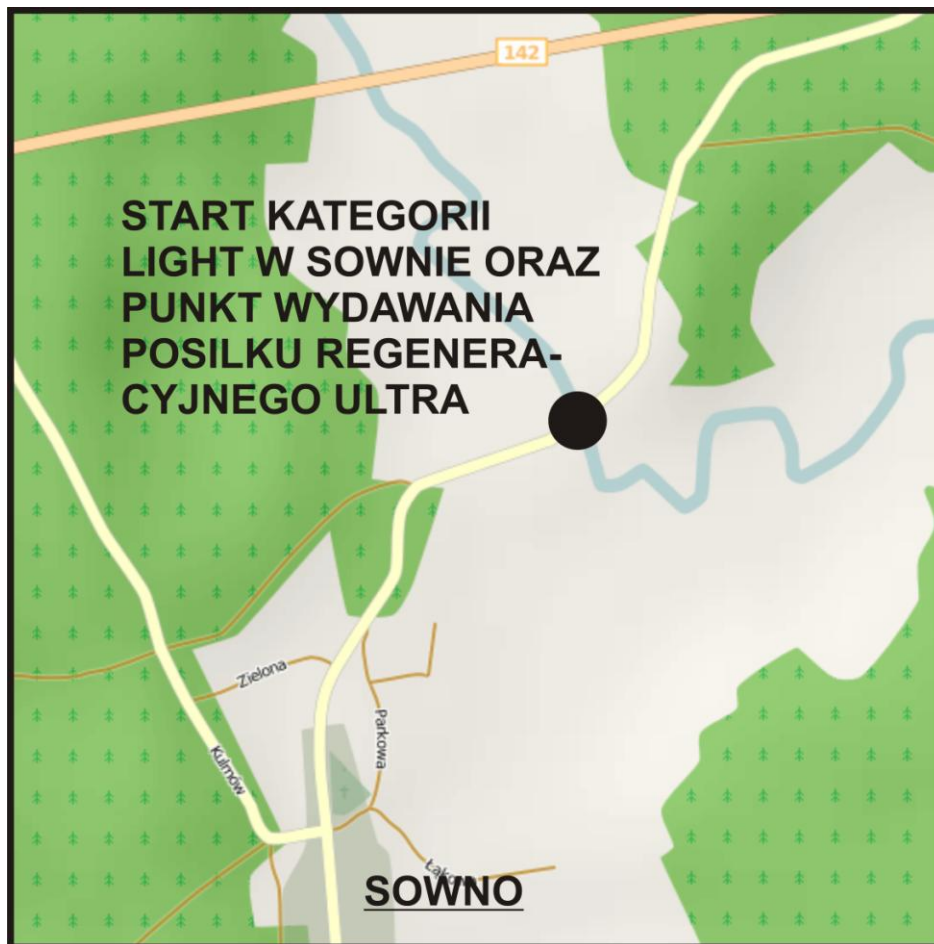 142
START KATEGORII
LIGHT W SOWNIE ORAZ
PUNKT WYDAWANIA
POSILKU REGENERA-
CYJNEGO ULTRA
Zielona
Parkowa
Kulmów
SOWNO